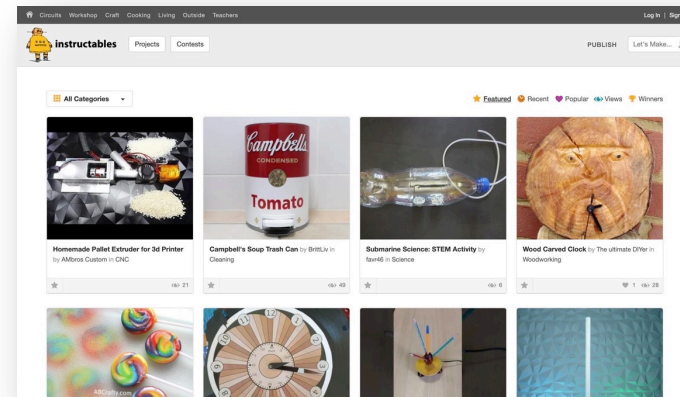 Circuits Workshop Craft Cooking Living Outside Teachers Log In | Sign
instructables Projects Contests PUBLISH Let's Make...
All Categories Featured Recent Popular Views Winners
Campbell's
CONDENSED
Tomato
Homemade Pallet Extruder for 3d Printer
by AMbros Custom in CNC
21
Campbell's Soup Trash Can by BrittLiv in
Cleaning
49
Submarine Science: STEM Activity by
favr46 in Science
6
Wood Carved Clock by The ultimate DIYer in
Woodworking
1 28
ABCrafty.com